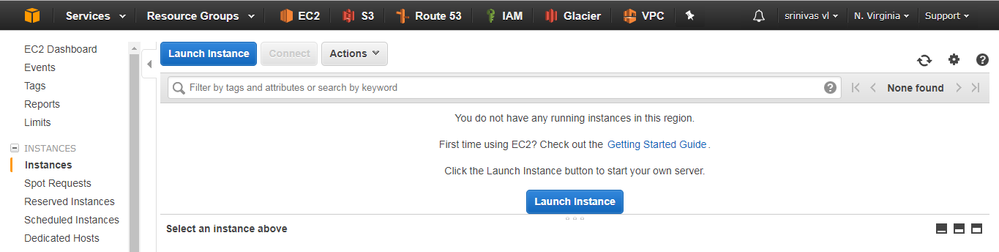 Services Resource Groups EC2 S3 Route 53 IAM Glacier VPC srinivas vl N. Virginia Support
EC2 Dashboard
Events
Tags
Reports
Limits
INSTANCES
Instances
Spot Requests
Reserved Instances
Scheduled Instances
Dedicated Hosts
Launch Instance Connect Actions
Filter by tags and attributes or search by keyword None found
You do not have any running instances in this region.
First time using EC2? Check out the Getting Started Guide.
Click the Launch Instance button to start your own server.
Launch Instance
Select an instance above